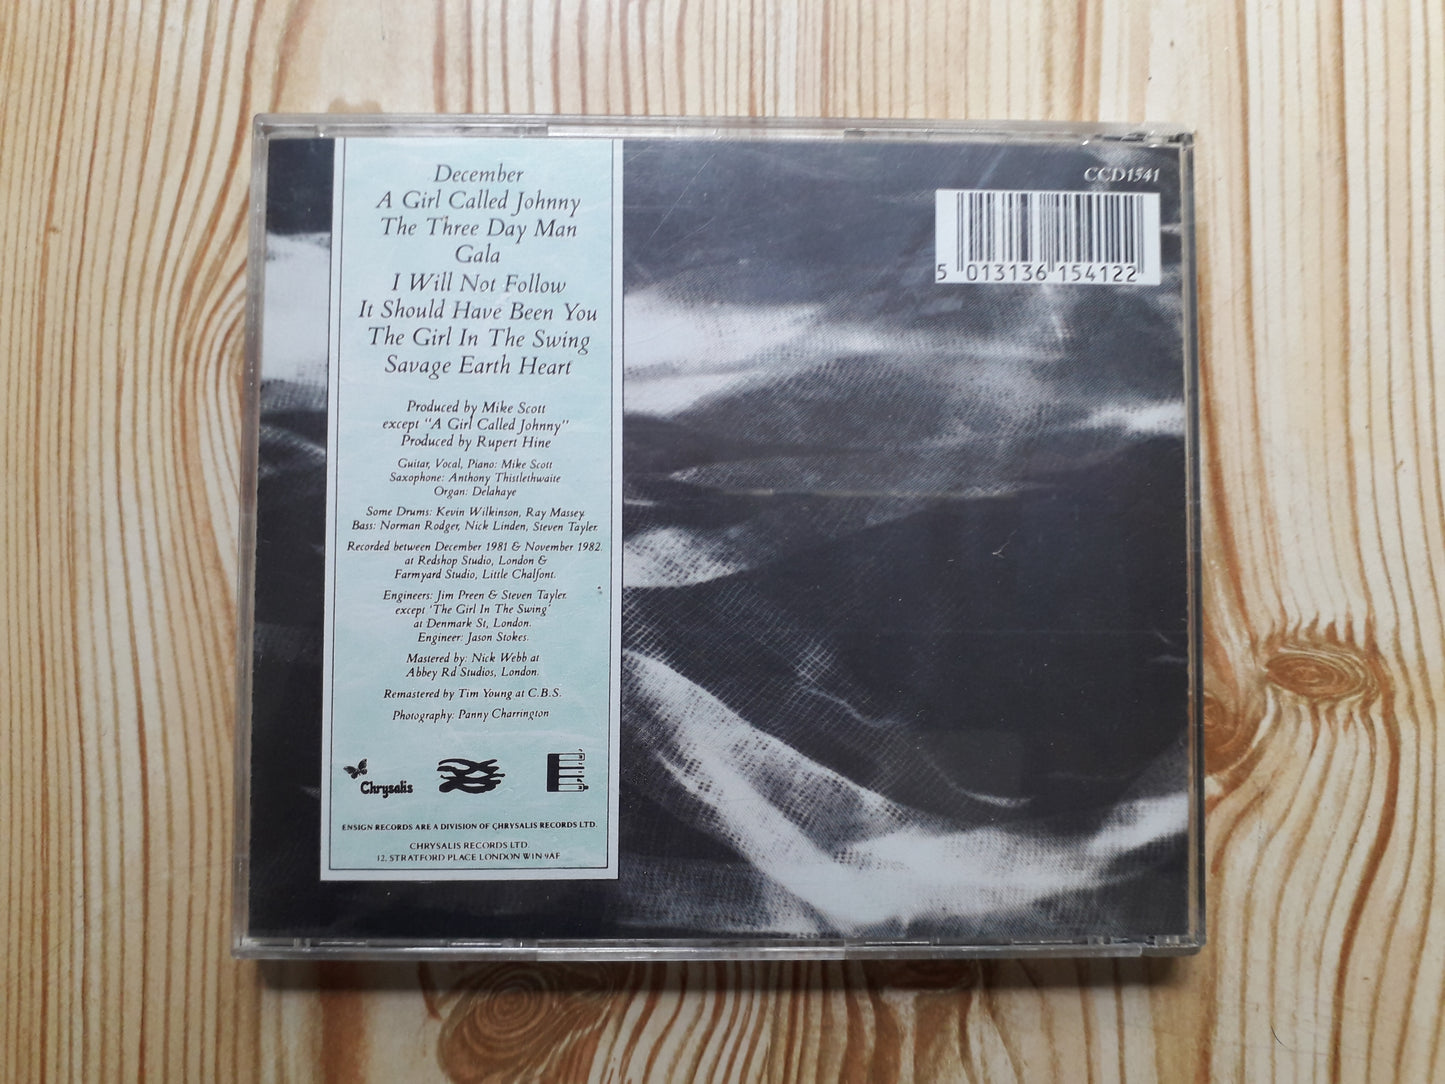 December
A Girl Called Johnny
The Three Day Man
Gala
I Will Not Follow
It Should Have Been You
The Girl In The Swing
Savage Earth Heart
Produced by Mike Scott
except "A Girl Called Johnny"
Produced by Rupert Hine
Guitar, Vocal, Piano: Mike Scott
Saxophone: Anthony Thistlethwaite
Organ: Delahaye
Some Drums: Kevin Wilkinson, Ray Massey.
Bass: Norman Rodger, Nick Linden, Steven Tayler.
Recorded between December 1981 & November 1982.
at Redshop Studio, London &
Farmyard Studio, Little Chalfont.
Engineers: Jim Preen & Steven Tayler.
except 'The Girl In The Swing'
at Denmark St, London.
Engineer: Jason Stokes.
Mastered by: Nick Webb at
Abbey Rd Studios, London.
Remastered by Tim Young at C.B.S.
Photography: Panny Charrington
Chrysalis
ENSIGN RECORDS ARE A DIVISION OF CHRYSALIS RECORDS LTD.
CHRYSALIS RECORDS LTD.
12, STRATFORD PLACE LONDON W1N 9AF
CCD1541
5 013136 154122